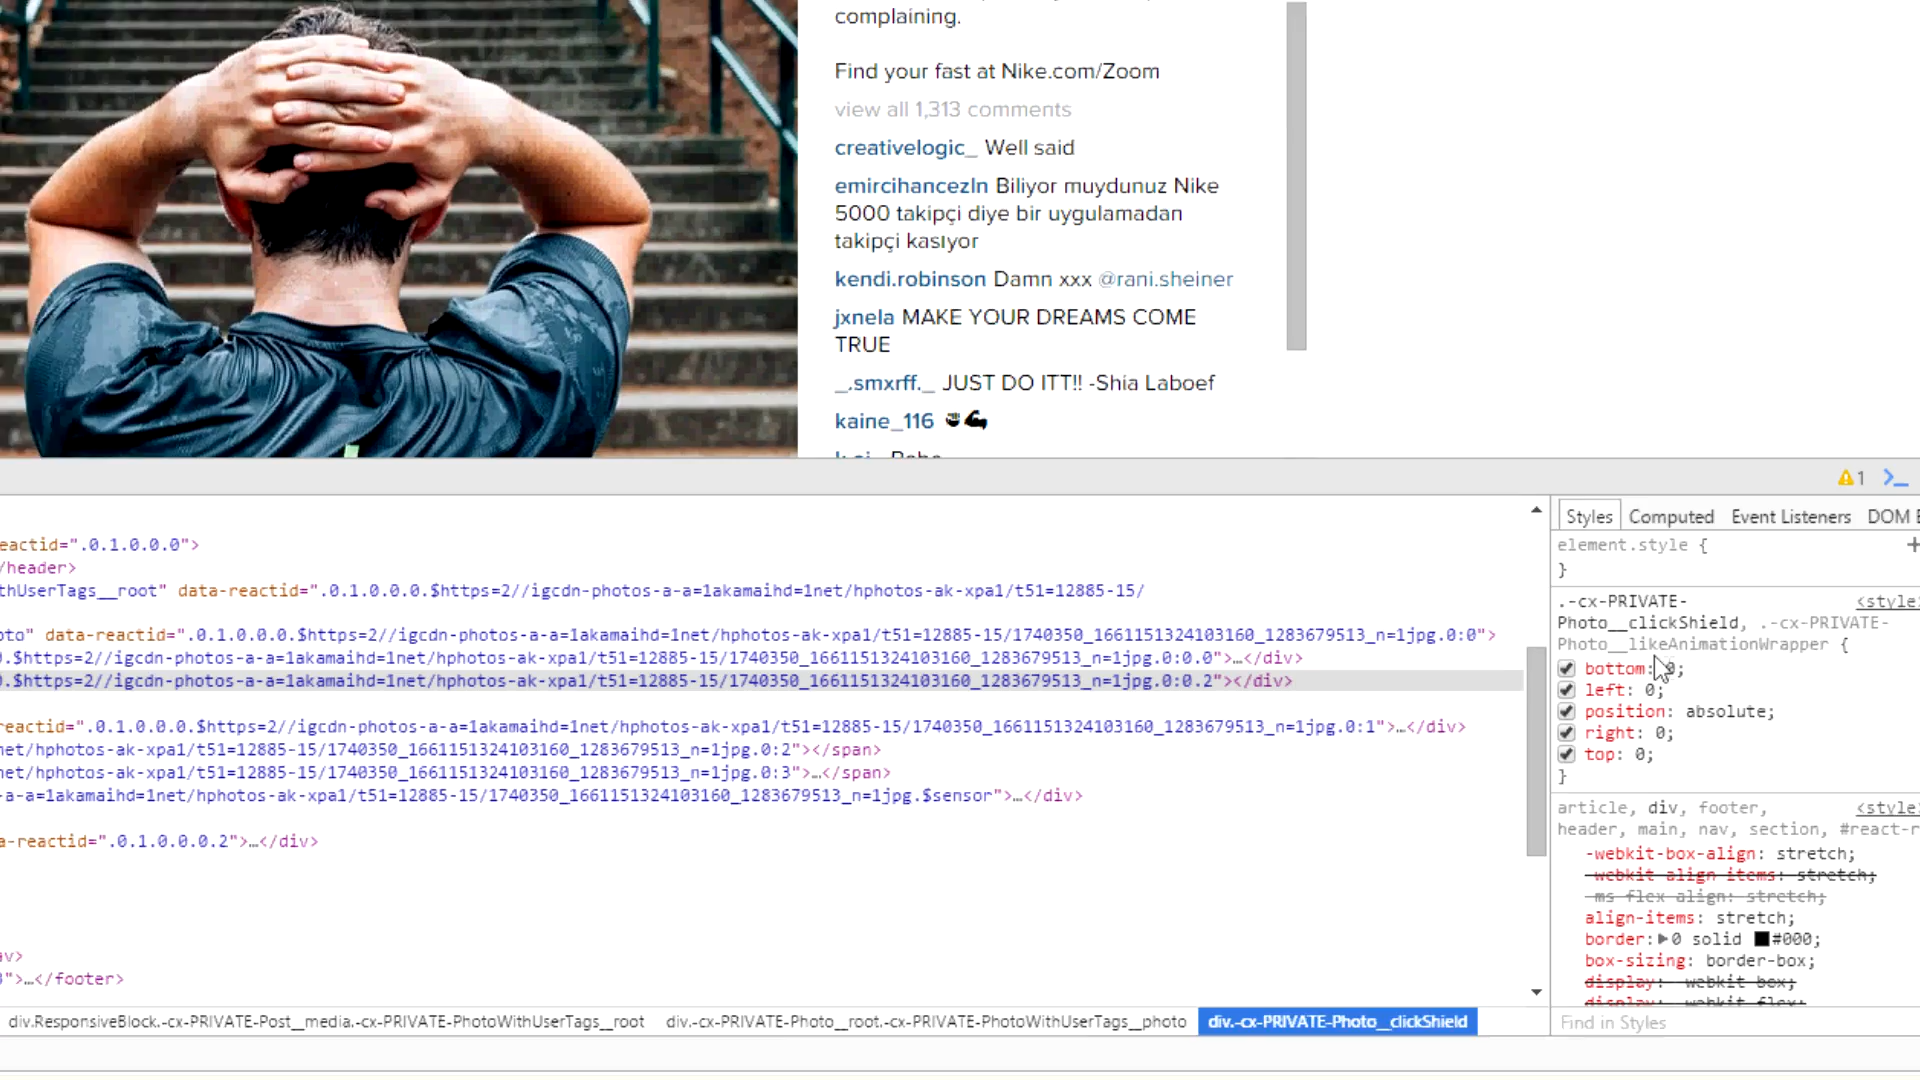 complaining.
Find your fast at Nike.com/Zoom
view all 1,313 comments
creativelogic_ Well said
emircihancezln Biliyor muydunuz Nike
5000 takipçi diye bir uygulamadan
takipçi kasıyor
kendi.robinson Damn xxx @rani.sheiner
jxnela MAKE YOUR DREAMS COME
TRUE
_.smxrff._ JUST DO ITT!! -Shia Laboef
kaine_116
1
eactid=".0.1.0.0.0">
/header>
thUserTags__root" data-reactid=".0.1.0.0.0.$https=2//igcdn-photos-a-a=1akamaihd=1net/hphotos-ak-xpa1/t51=12885-15/
oto" data-reactid=".0.1.0.0.0.$https=2//igcdn-photos-a-a=1akamaihd=1net/hphotos-ak-xpa1/t51=12885-15/1740350_1661151324103160_1283679513_n=1jpg.0:0">
0.$https=2//igcdn-photos-a-a=1akamaihd=1net/hphotos-ak-xpa1/t51=12885-15/1740350_1661151324103160_1283679513_n=1jpg.0:0.0">…</div>
0.$https=2//igcdn-photos-a-a=1akamaihd=1net/hphotos-ak-xpa1/t51=12885-15/1740350_1661151324103160_1283679513_n=1jpg.0:0.2"></div>
reactid=".0.1.0.0.0.$https=2//igcdn-photos-a-a=1akamaihd=1net/hphotos-ak-xpa1/t51=12885-15/1740350_1661151324103160_1283679513_n=1jpg.0:1">…</div>
net/hphotos-ak-xpa1/t51=12885-15/1740350_1661151324103160_1283679513_n=1jpg.0:2"></span>
net/hphotos-ak-xpa1/t51=12885-15/1740350_1661151324103160_1283679513_n=1jpg.0:3">…</span>
-a-a=1akamaihd=1net/hphotos-ak-xpa1/t51=12885-15/1740350_1661151324103160_1283679513_n=1jpg.$sensor">…</div>
a-reactid=".0.1.0.0.0.2">…</div>
av>
">…</footer>
div.ResponsiveBlock.-cx-PRIVATE-Post__media.-cx-PRIVATE-PhotoWithUserTags__root div.-cx-PRIVATE-Photo__root.-cx-PRIVATE-PhotoWithUserTags__photo div.-cx-PRIVATE-Photo__clickShield
Styles Computed Event Listeners DOM
element.style { +
}
.-cx-PRIVATE- <style>
Photo__clickShield, .-cx-PRIVATE-
Photo__likeAnimationWrapper {
bottom: 0;
left: 0;
position: absolute;
right: 0;
top: 0;
}
article, div, footer, <style>
header, main, nav, section, #react-r
-webkit-box-align: stretch;
-webkit-align-items: stretch;
-ms-flex-align: stretch;
align-items: stretch;
border: 0 solid #000;
box-sizing: border-box;
display: -webkit-box;
display: -webkit-flex;
Find in Styles